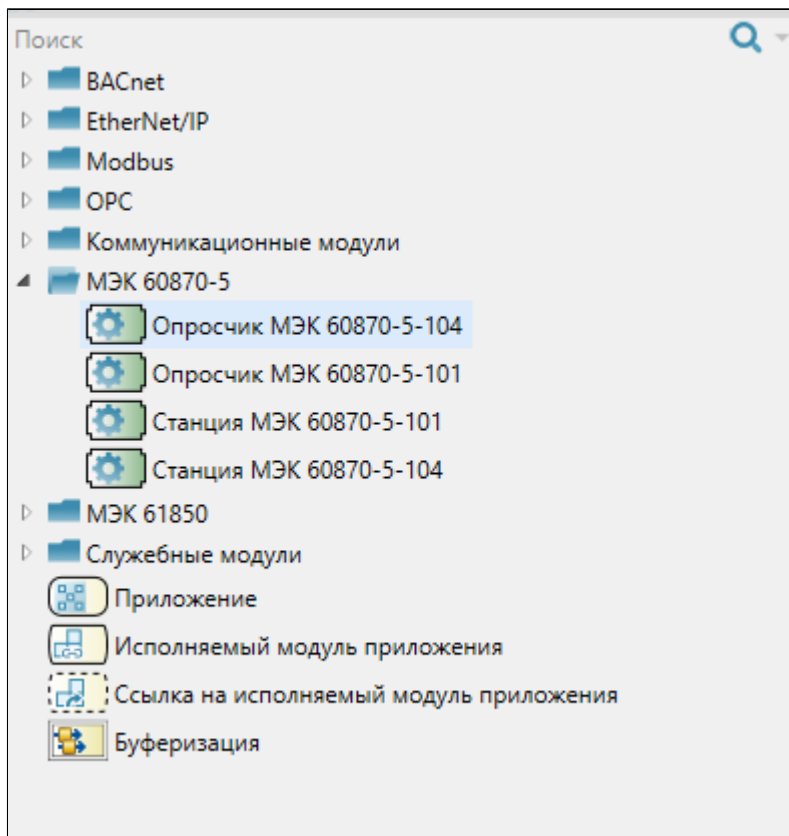 Поиск
BACnet
EtherNet/IP
Modbus
OPC
Коммуникационные модули
МЭК 60870-5
Опросчик МЭК 60870-5-104
Опросчик МЭК 60870-5-101
Станция МЭК 60870-5-101
Станция МЭК 60870-5-104
МЭК 61850
Служебные модули
Приложение
Исполняемый модуль приложения
Ссылка на исполняемый модуль приложения
Буферизация